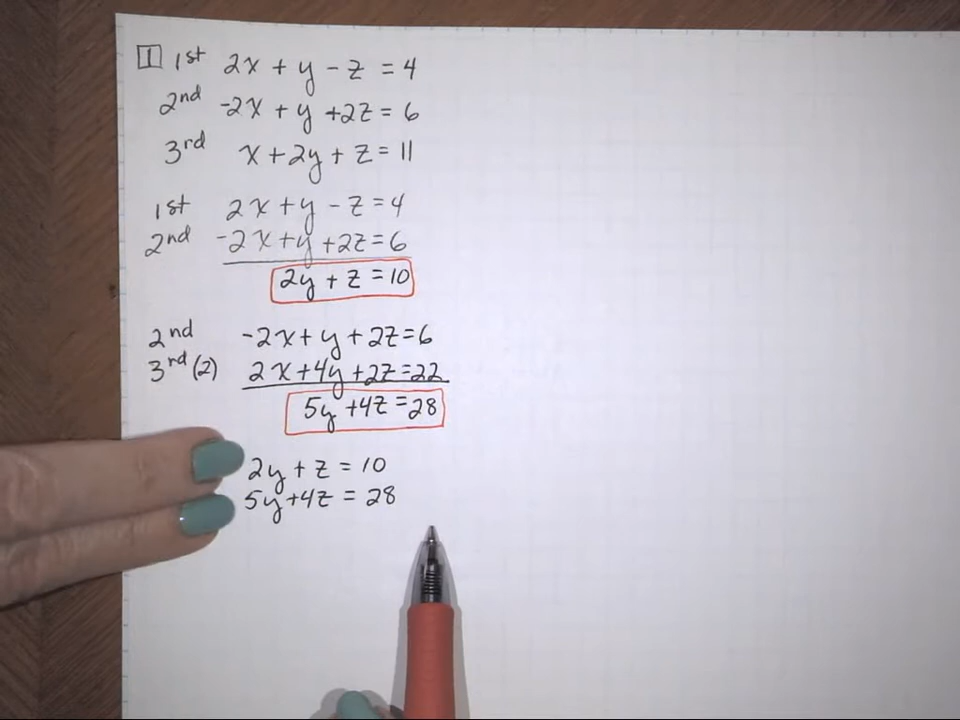 1 1st 2x + y - z = 4
2nd -2x + y + 2z = 6
3rd x + 2y + z = 11
1st 2x + y - z = 4
2nd -2x + y + 2z = 6
2y + z = 10
2nd -2x + y + 2z = 6
3rd (2) 2x + 4y + 2z = 22
5y + 4z = 28
2y + z = 10
5y + 4z = 28